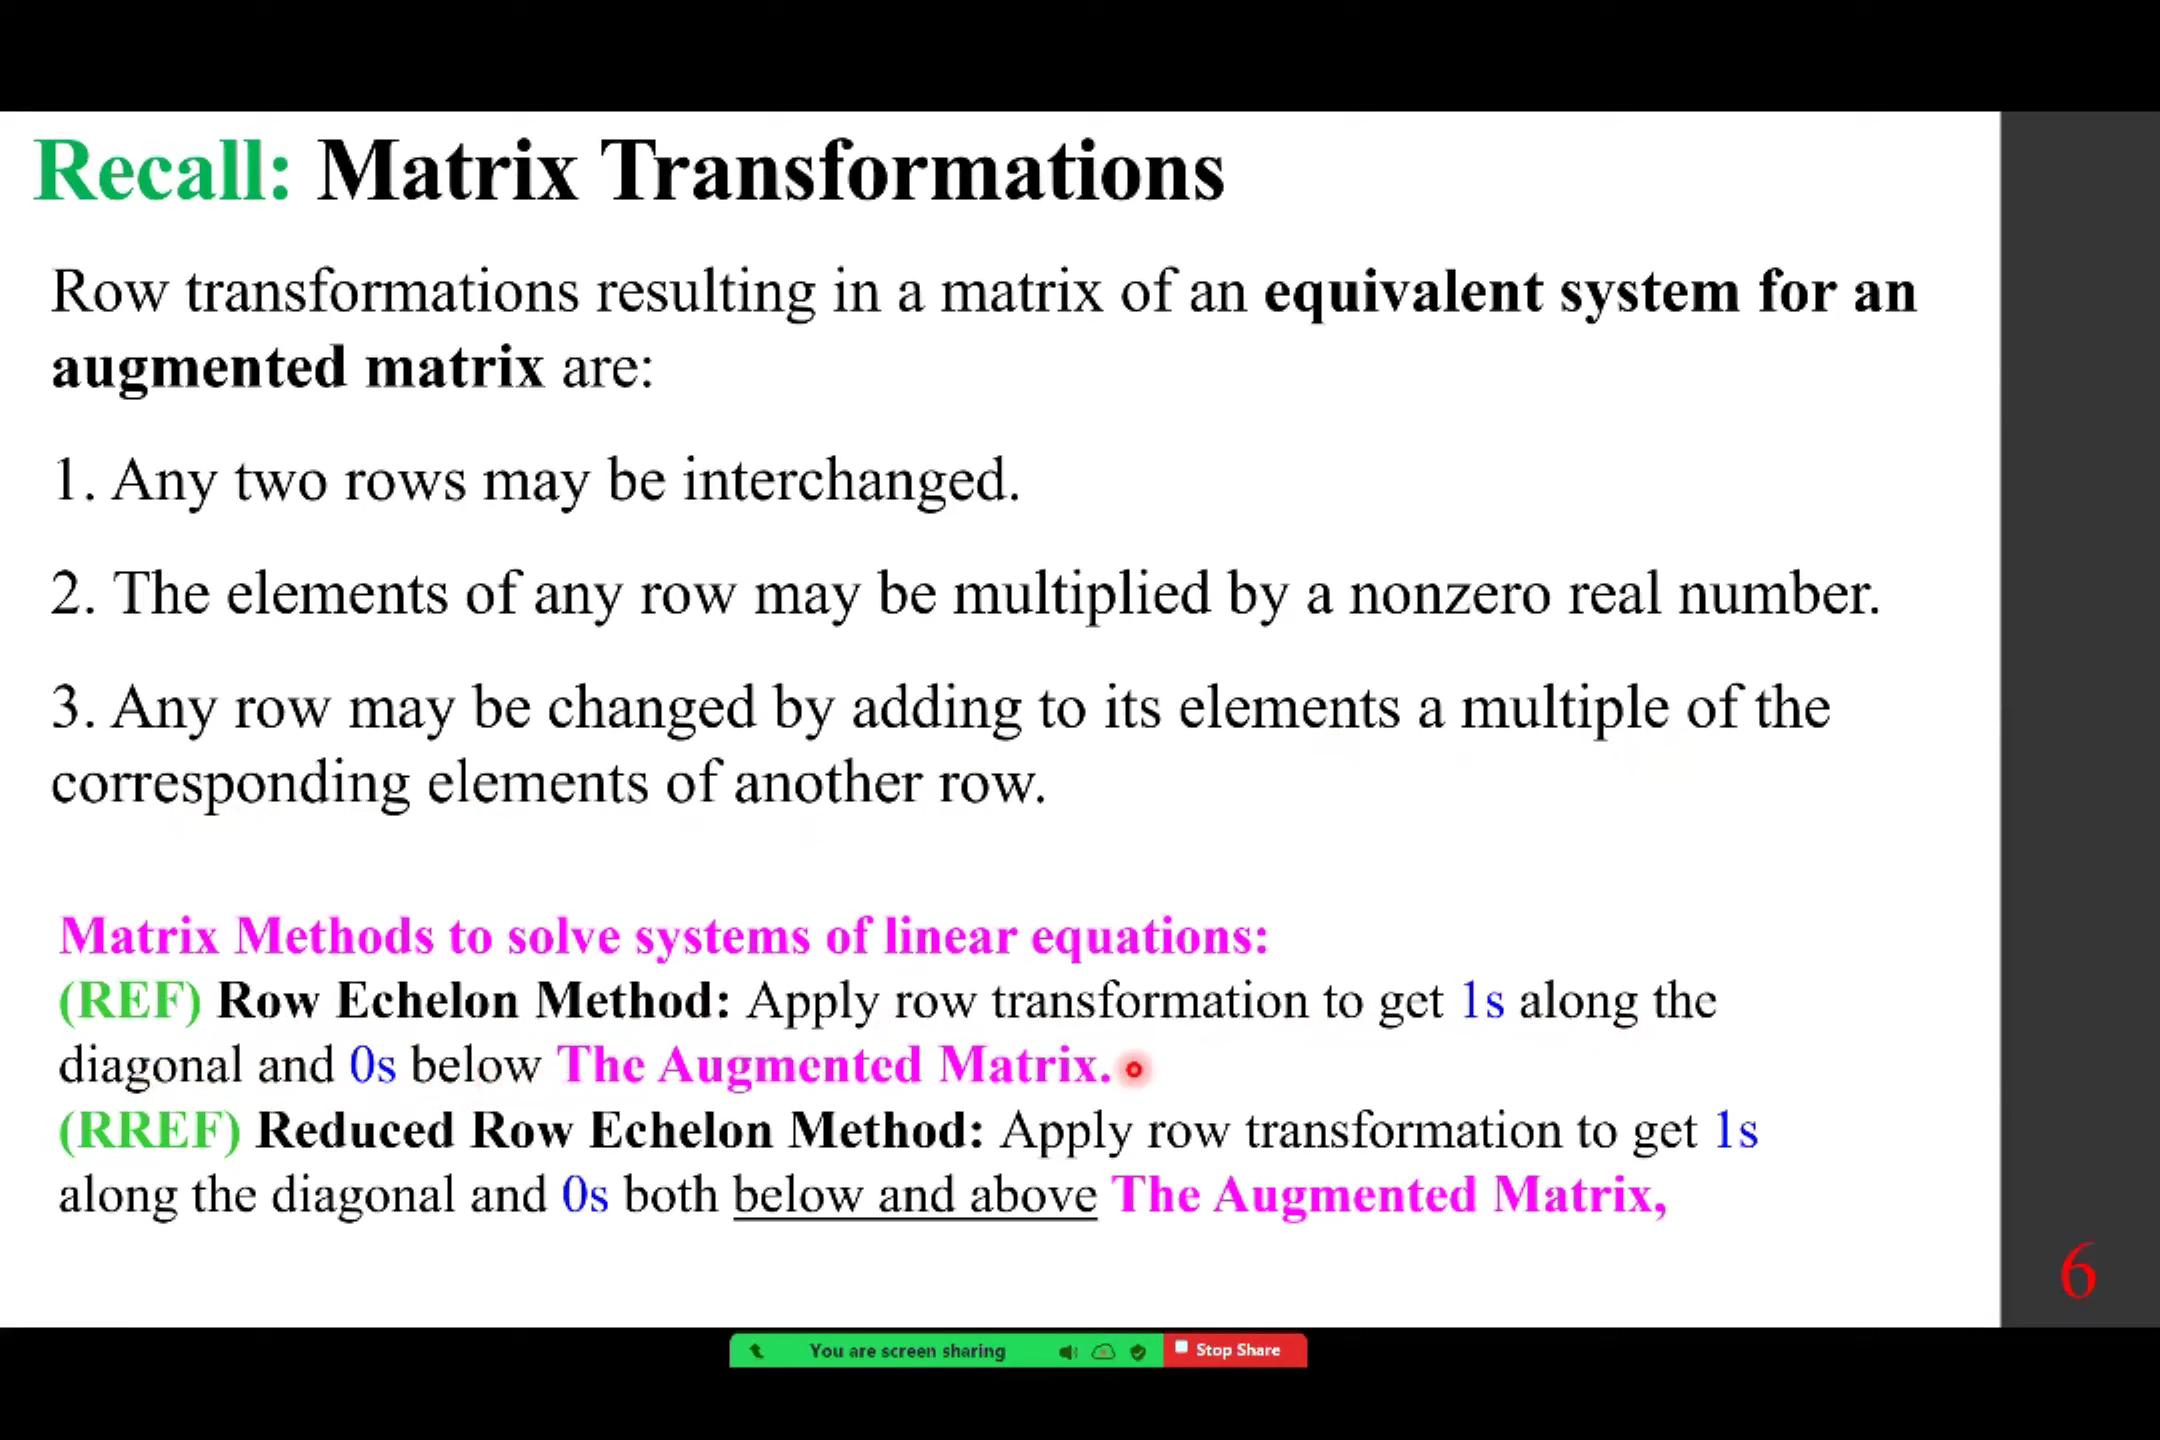 Recall: Matrix Transformations
Row transformations resulting in a matrix of an equivalent system for an
augmented matrix are:
1. Any two rows may be interchanged.
2. The elements of any row may be multiplied by a nonzero real number.
3. Any row may be changed by adding to its elements a multiple of the
corresponding elements of another row.
Matrix Methods to solve systems of linear equations:
(REF) Row Echelon Method: Apply row transformation to get 1s along the
diagonal and 0s below The Augmented Matrix.
(RREF) Reduced Row Echelon Method: Apply row transformation to get 1s
along the diagonal and 0s both below and above The Augmented Matrix,
6
You are screen sharing
Stop Share